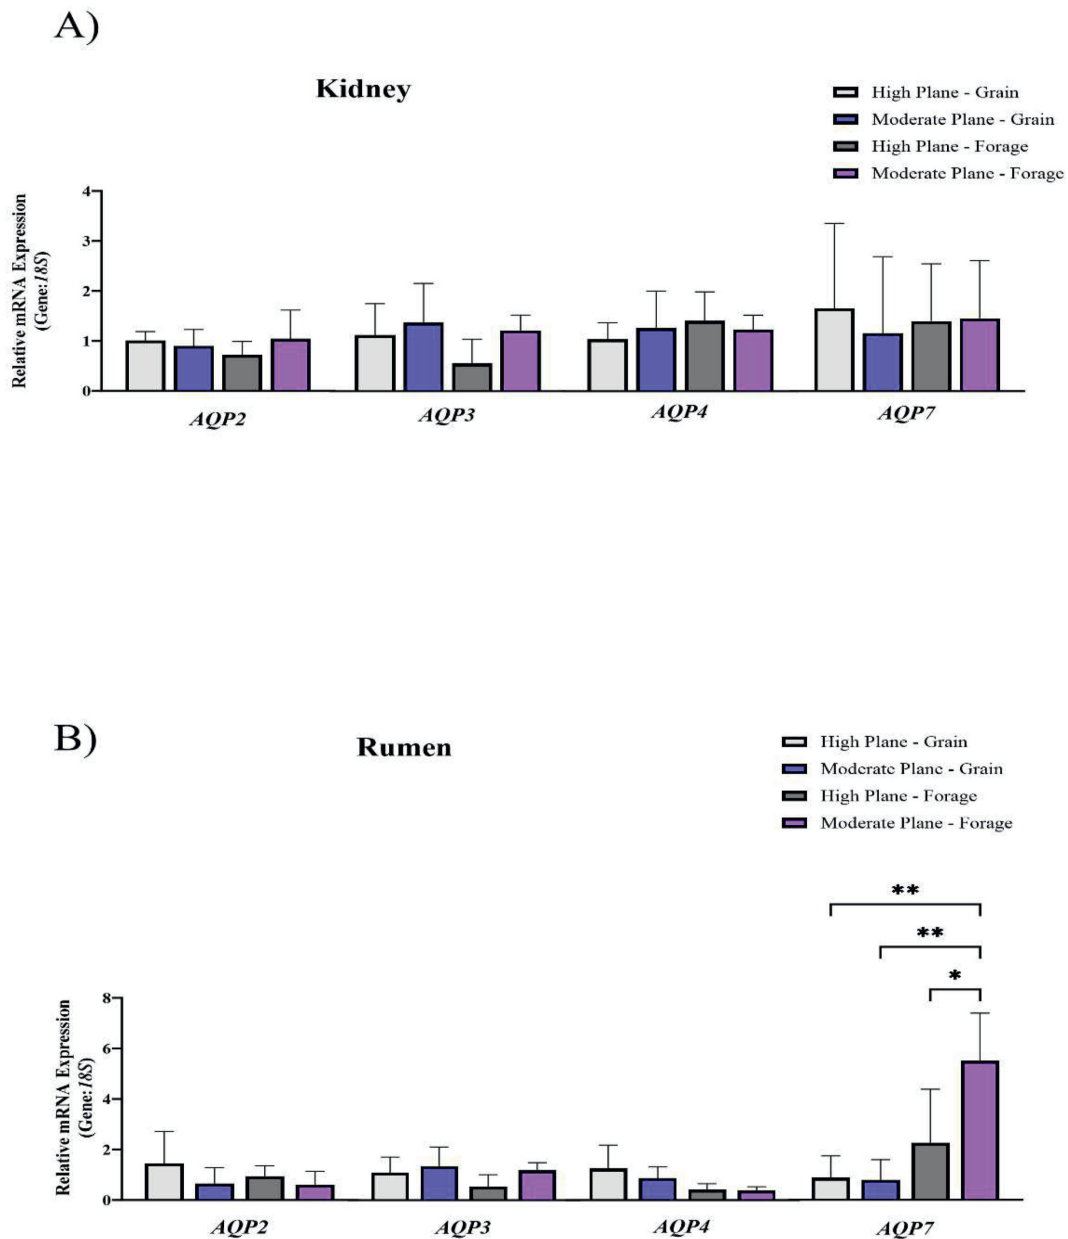 A)
Kidney
High Plane - Grain
Moderate Plane - Grain
High Plane - Forage
Moderate Plane - Forage
Relative mRNA Expression
(Gene:18S)
4
3
2
1
0
AQP2 AQP3 AQP4 AQP7
B)
Rumen
High Plane - Grain
Moderate Plane - Grain
High Plane - Forage
Moderate Plane - Forage
**
**
*
Relative mRNA Expression
(Gene:18S)
8
6
4
2
0
AQP2 AQP3 AQP4 AQP7